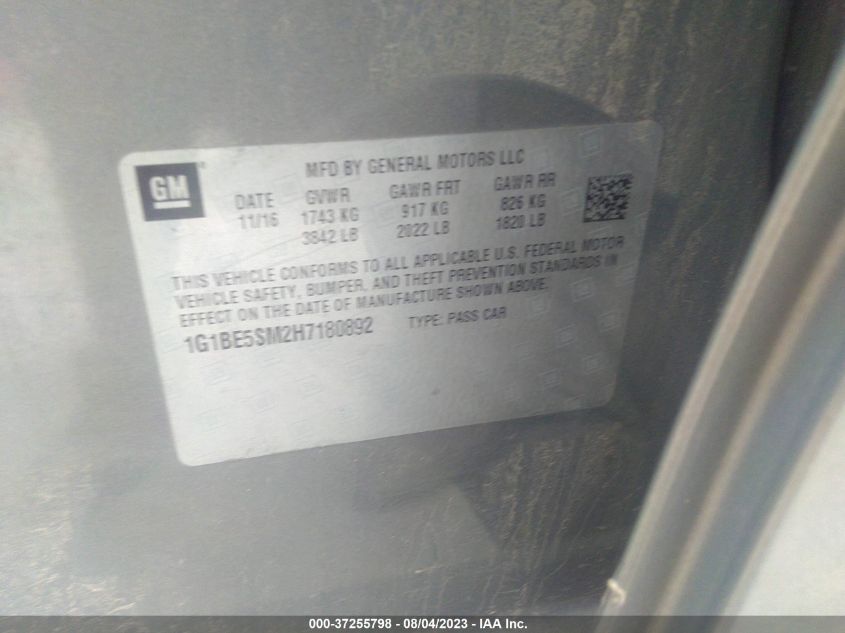 GM
MFD BY GENERAL MOTORS LLC
DATE GVWR GAWR FRT GAWR RR
11/16 1743 KG 917 KG 826 KG
3842 LB 2022 LB 1820 LB
THIS VEHICLE CONFORMS TO ALL APPLICABLE U.S. FEDERAL MOTOR
VEHICLE SAFETY, BUMPER, AND THEFT PREVENTION STANDARDS IN
EFFECT ON THE DATE OF MANUFACTURE SHOWN ABOVE.
1G1BE5SM2H7180892 TYPE: PASS CAR
000-37255798 - 08/04/2023 - IAA Inc.